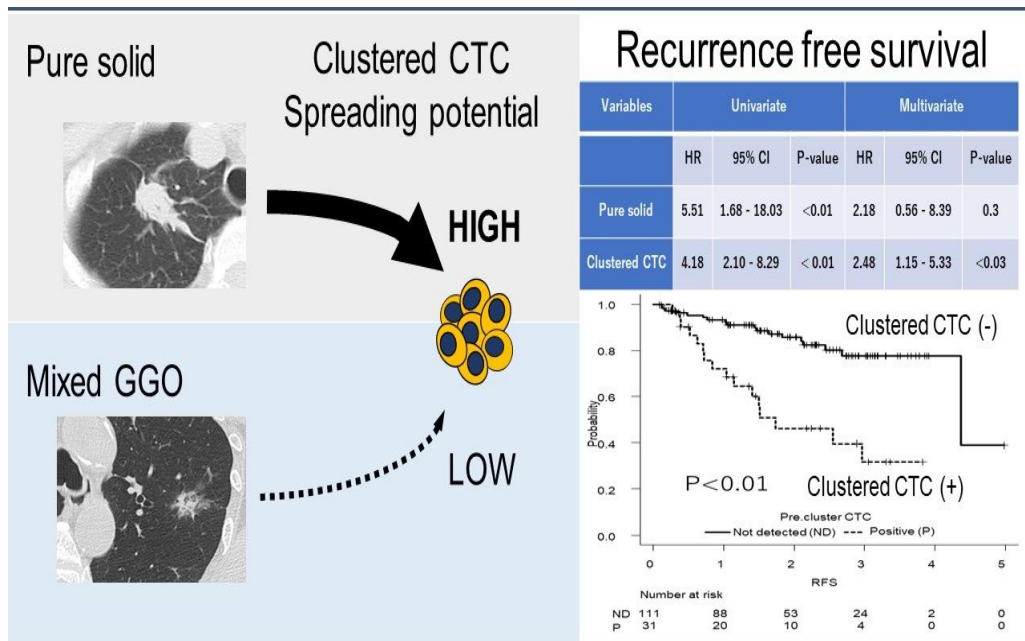 Pure solid
Clustered CTC
Spreading potential
HIGH
Mixed GGO
LOW
Recurrence free survival
Variables Univariate Multivariate
HR 95% CI P-value HR 95% CI P-value
Pure solid 5.51 1.68 - 18.03 <0.01 2.18 0.56 - 8.39 0.3
Clustered CTC 4.18 2.10 - 8.29 < 0.01 2.48 1.15 - 5.33 <0.03
1.0
0.8
0.6
0.4
0.2
0.0
Probability
Clustered CTC (-)
Clustered CTC (+)
P<0.01
Pre.cluster CTC
Not detected (ND) Positive (P)
0 1 2 3 4 5
RFS
Number at risk
ND 111 88 53 24 2 0
P 31 20 10 4 0 0